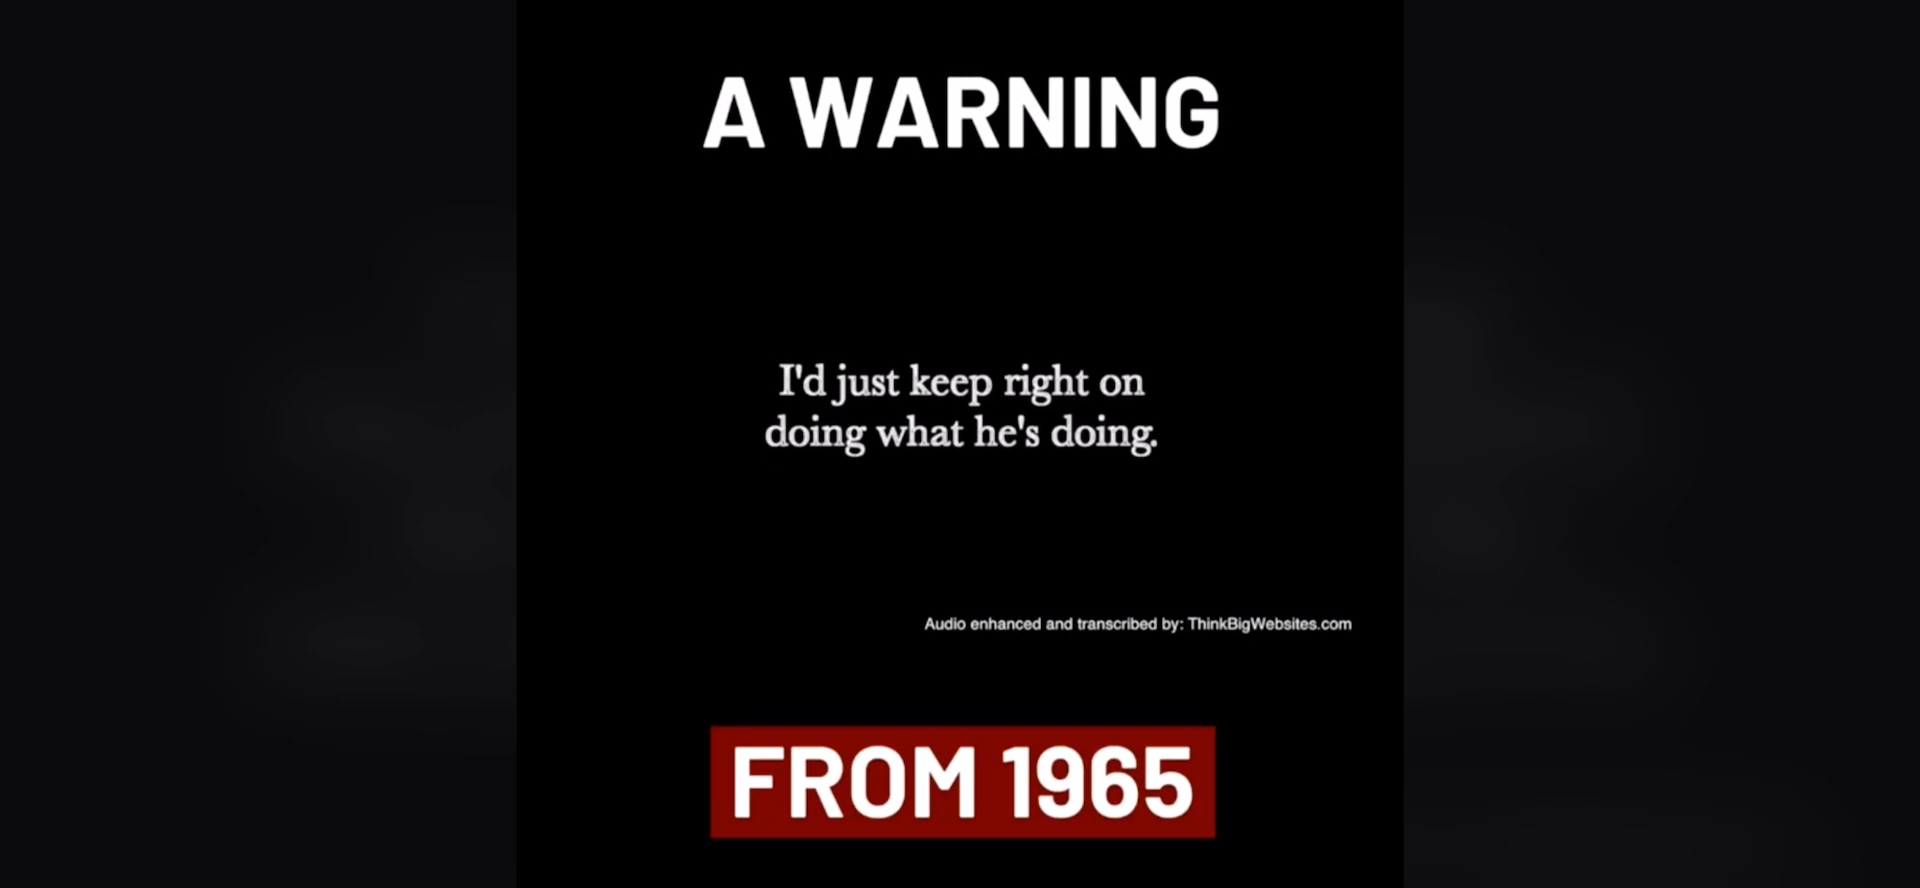 A WARNING
I'd just keep right on
doing what he's doing.
Audio enhanced and transcribed by: ThinkBigWebsites.com
FROM 1965